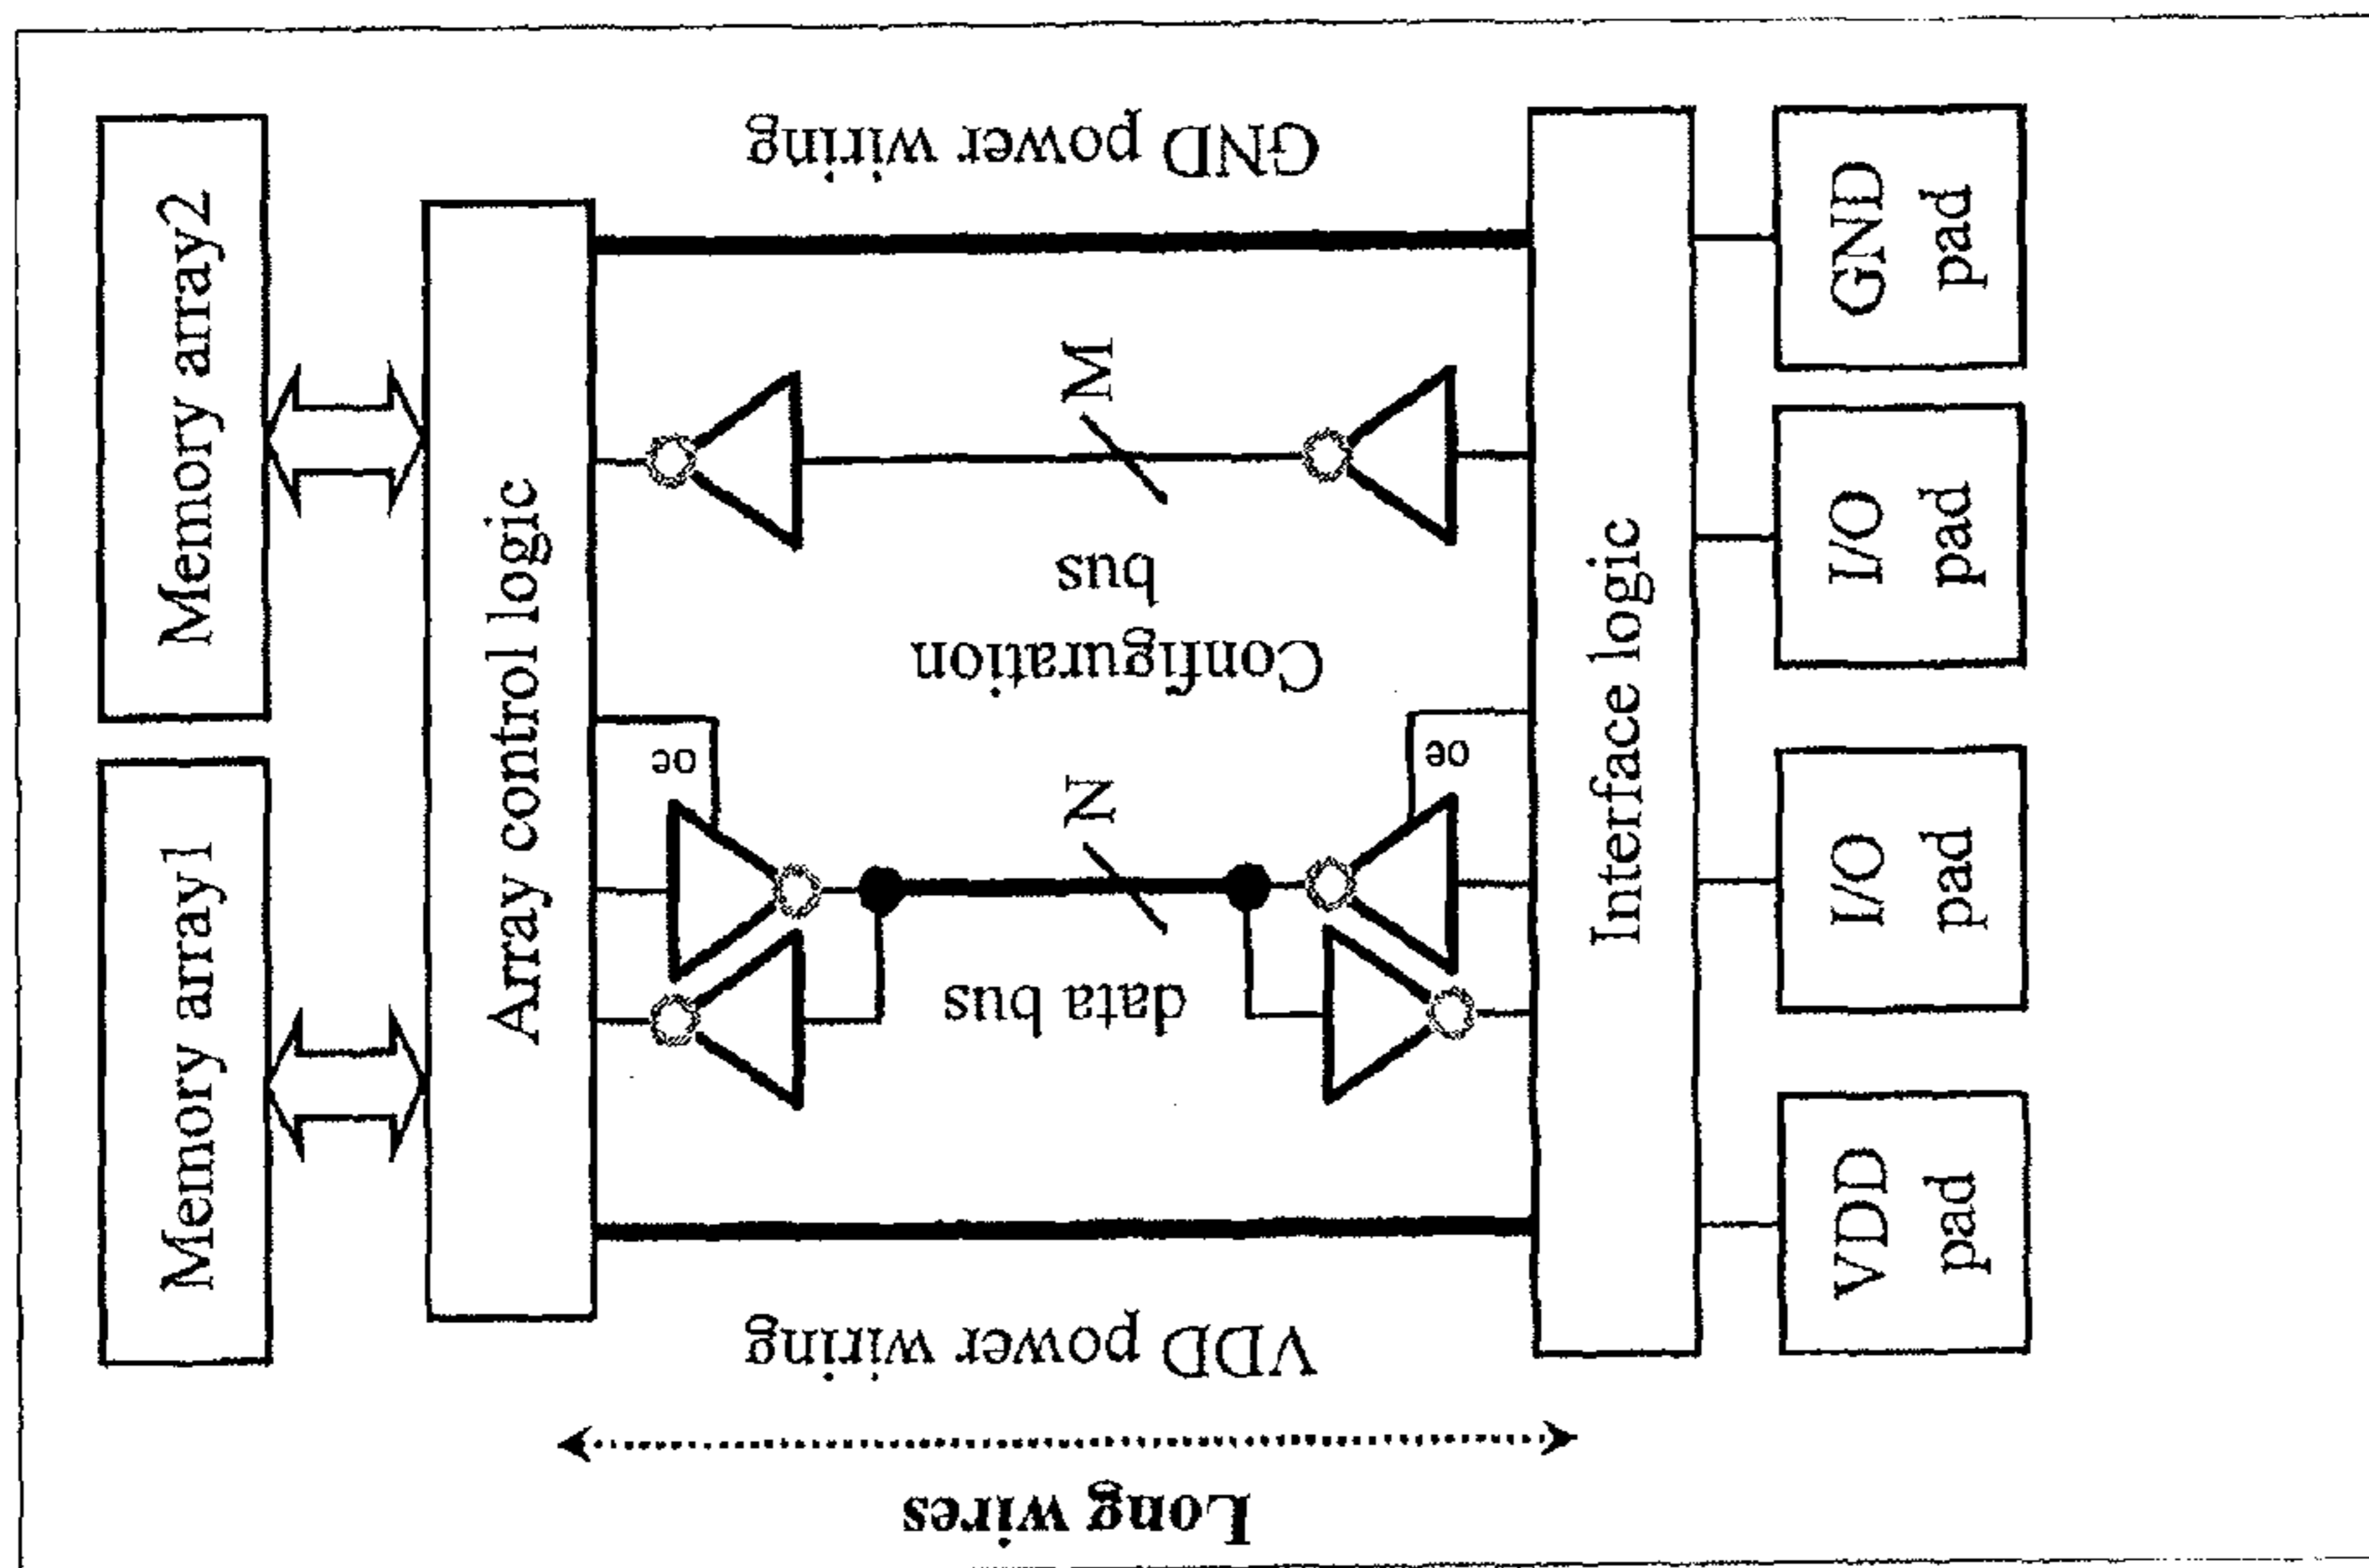 Memory array1
Memory array2
Array control logic
VDD power wiring
GND power wiring
Long wires
oe
data bus
N
oe
Configuration
bus
M
Interface logic
VDD
pad
I/O
pad
I/O
pad
GND
pad